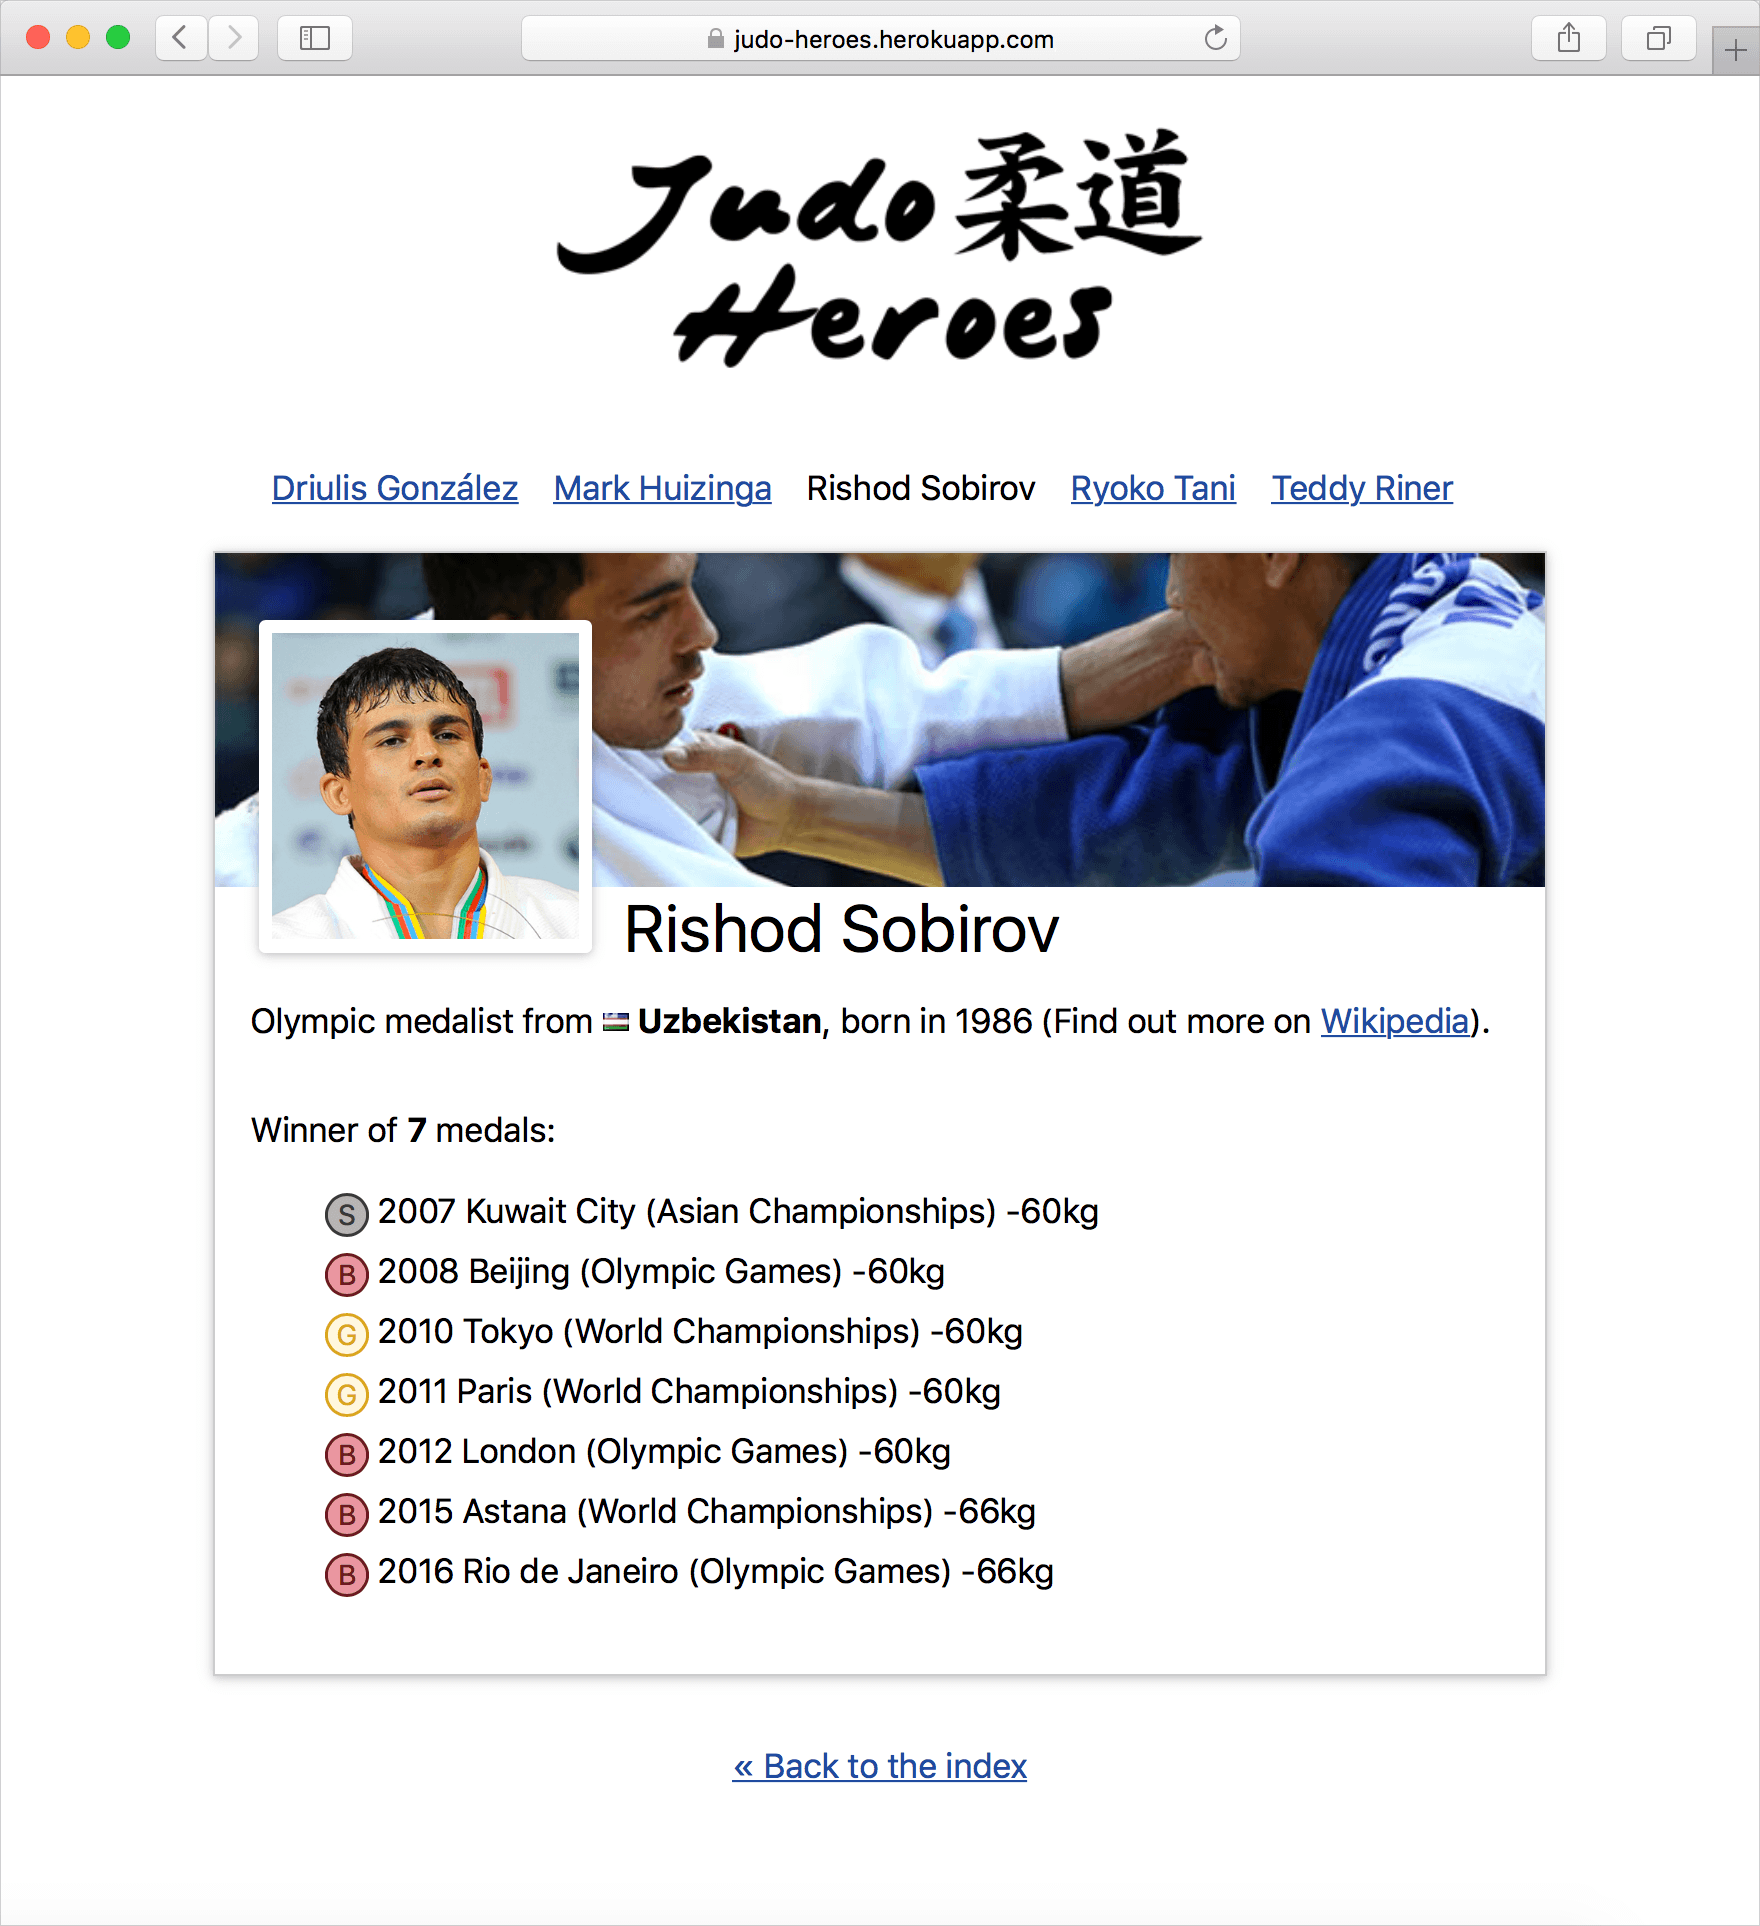 judo-heroes.herokuapp.com
Judo 柔道
Heroes
Driulis González Mark Huizinga Rishod Sobirov Ryoko Tani Teddy Riner
Rishod Sobirov
Olympic medalist from Uzbekistan, born in 1986 (Find out more on Wikipedia).
Winner of 7 medals:
S 2007 Kuwait City (Asian Championships) -60kg
B 2008 Beijing (Olympic Games) -60kg
G 2010 Tokyo (World Championships) -60kg
G 2011 Paris (World Championships) -60kg
B 2012 London (Olympic Games) -60kg
B 2015 Astana (World Championships) -66kg
B 2016 Rio de Janeiro (Olympic Games) -66kg
« Back to the index